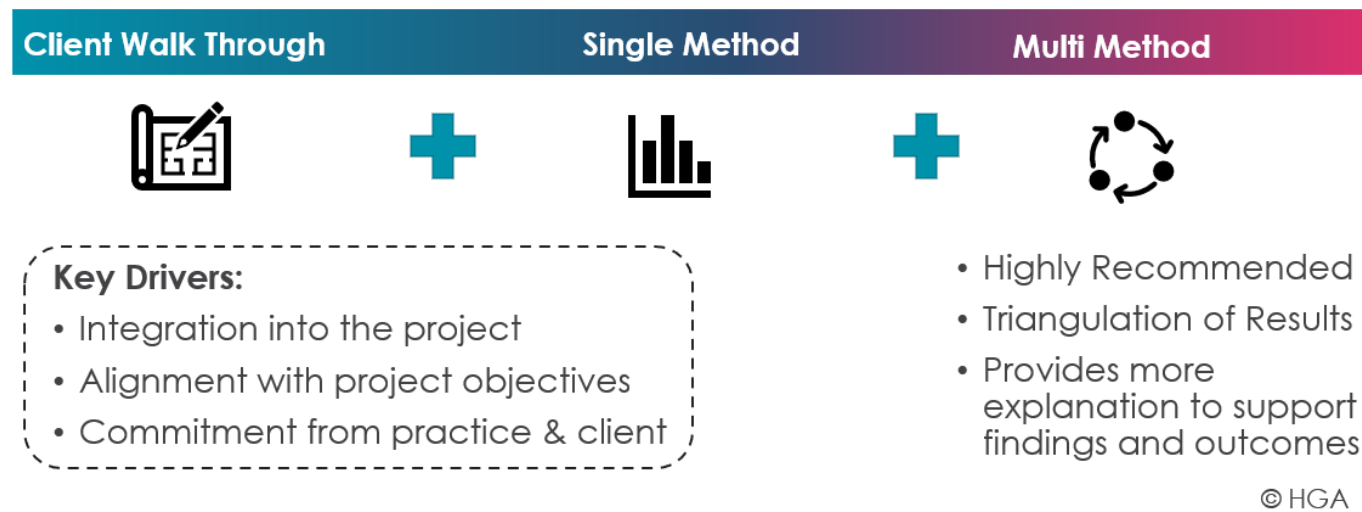 Client Walk Through
Single Method
Multi Method
Key Drivers:
• Integration into the project
• Alignment with project objectives
• Commitment from practice & client
• Highly Recommended
• Triangulation of Results
• Provides more
explanation to support
findings and outcomes
© HGA